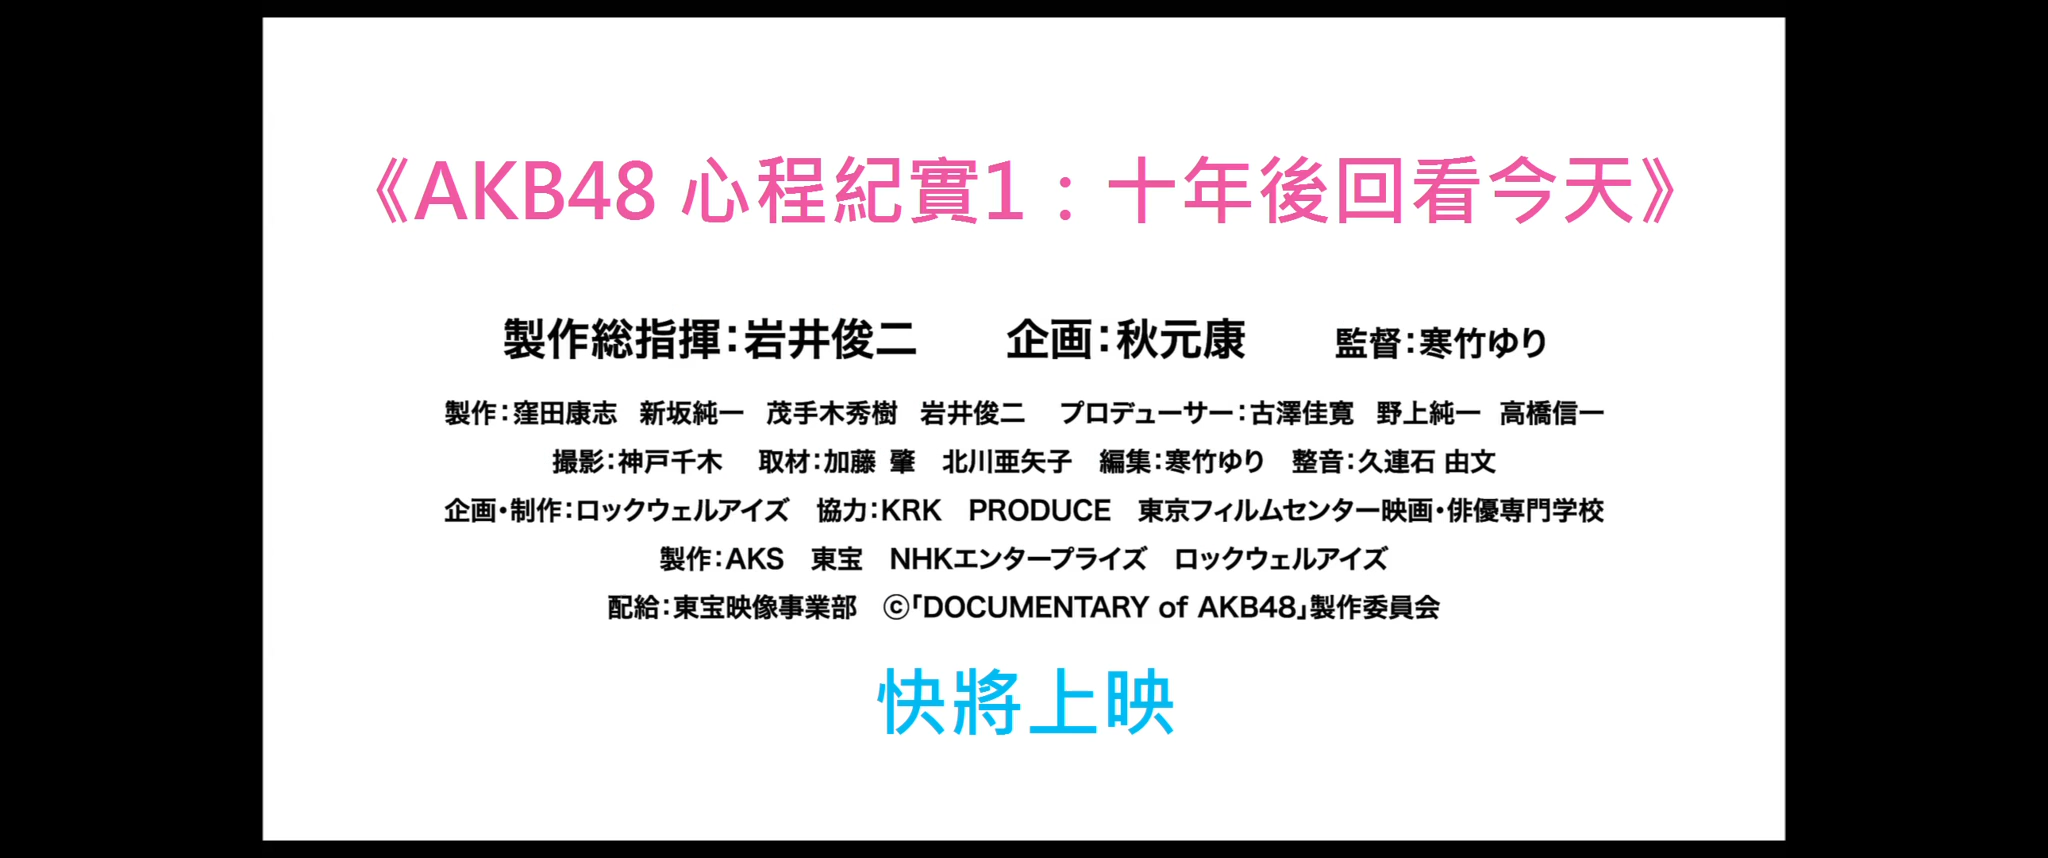 《AKB48 心程紀實1：十年後回看今天》
製作総指揮：岩井俊二　企画：秋元康　監督：寒竹ゆり
製作：窪田康志　新坂純一　茂手木秀樹　岩井俊二　プロデューサー：古澤佳寛　野上純一　高橋信一
撮影：神戸千木　取材：加藤 肇　北川亜矢子　編集：寒竹ゆり　整音：久連石 由文
企画・制作：ロックウェルアイズ　協力：KRK　PRODUCE　東京フィルムセンター映画・俳優専門学校
製作：AKS　東宝　NHKエンタープライズ　ロックウェルアイズ
配給：東宝映像事業部　©「DOCUMENTARY of AKB48」製作委員会
快將上映